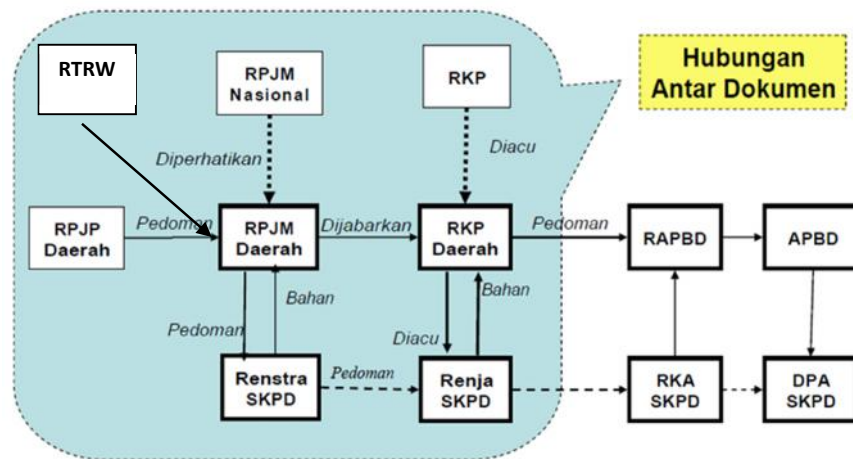 RTRW
RPJM
Nasional
RKP
Hubungan
Antar Dokumen
Diperhatikan
Diacu
RPJP
Daerah
Pedoman
RPJM
Daerah
Dijabarkan
RKP
Daerah
Pedoman
RAPBD
APBD
Pedoman
Bahan
Diacu
Bahan
Renstra
SKPD
Pedoman
Renja
SKPD
RKA
SKPD
DPA
SKPD